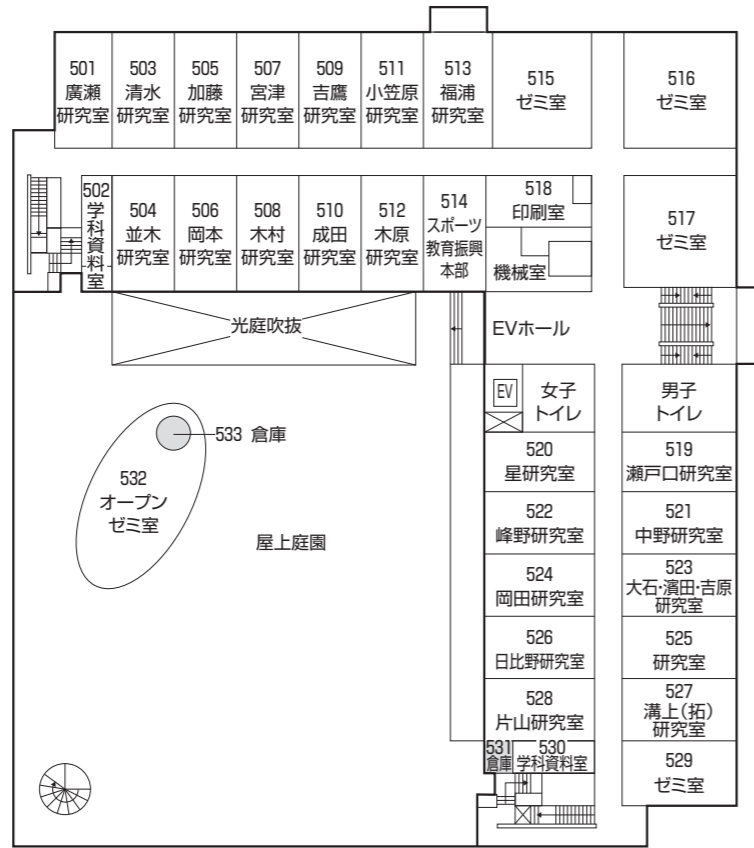 501
廣瀬
研究室
503
清水
研究室
505
加藤
研究室
507
宮津
研究室
509
吉鷹
研究室
511
小笠原
研究室
513
福浦
研究室
515
ゼミ室
516
ゼミ室
502
学科資料室
504
並木
研究室
506
岡本
研究室
508
木村
研究室
510
成田
研究室
512
木原
研究室
514
スポーツ
教育振興
本部
518
印刷室
機械室
517
ゼミ室
光庭吹抜
EVホール
EV
女子
トイレ
男子
トイレ
533 倉庫
532
オープン
ゼミ室
屋上庭園
520
星研究室
519
瀬戸口研究室
522
峰野研究室
521
中野研究室
524
岡田研究室
523
大石・濱田・吉原
研究室
526
日比野研究室
525
研究室
528
片山研究室
527
溝上(拓)
研究室
531
倉庫
530
学科資料室
529
ゼミ室